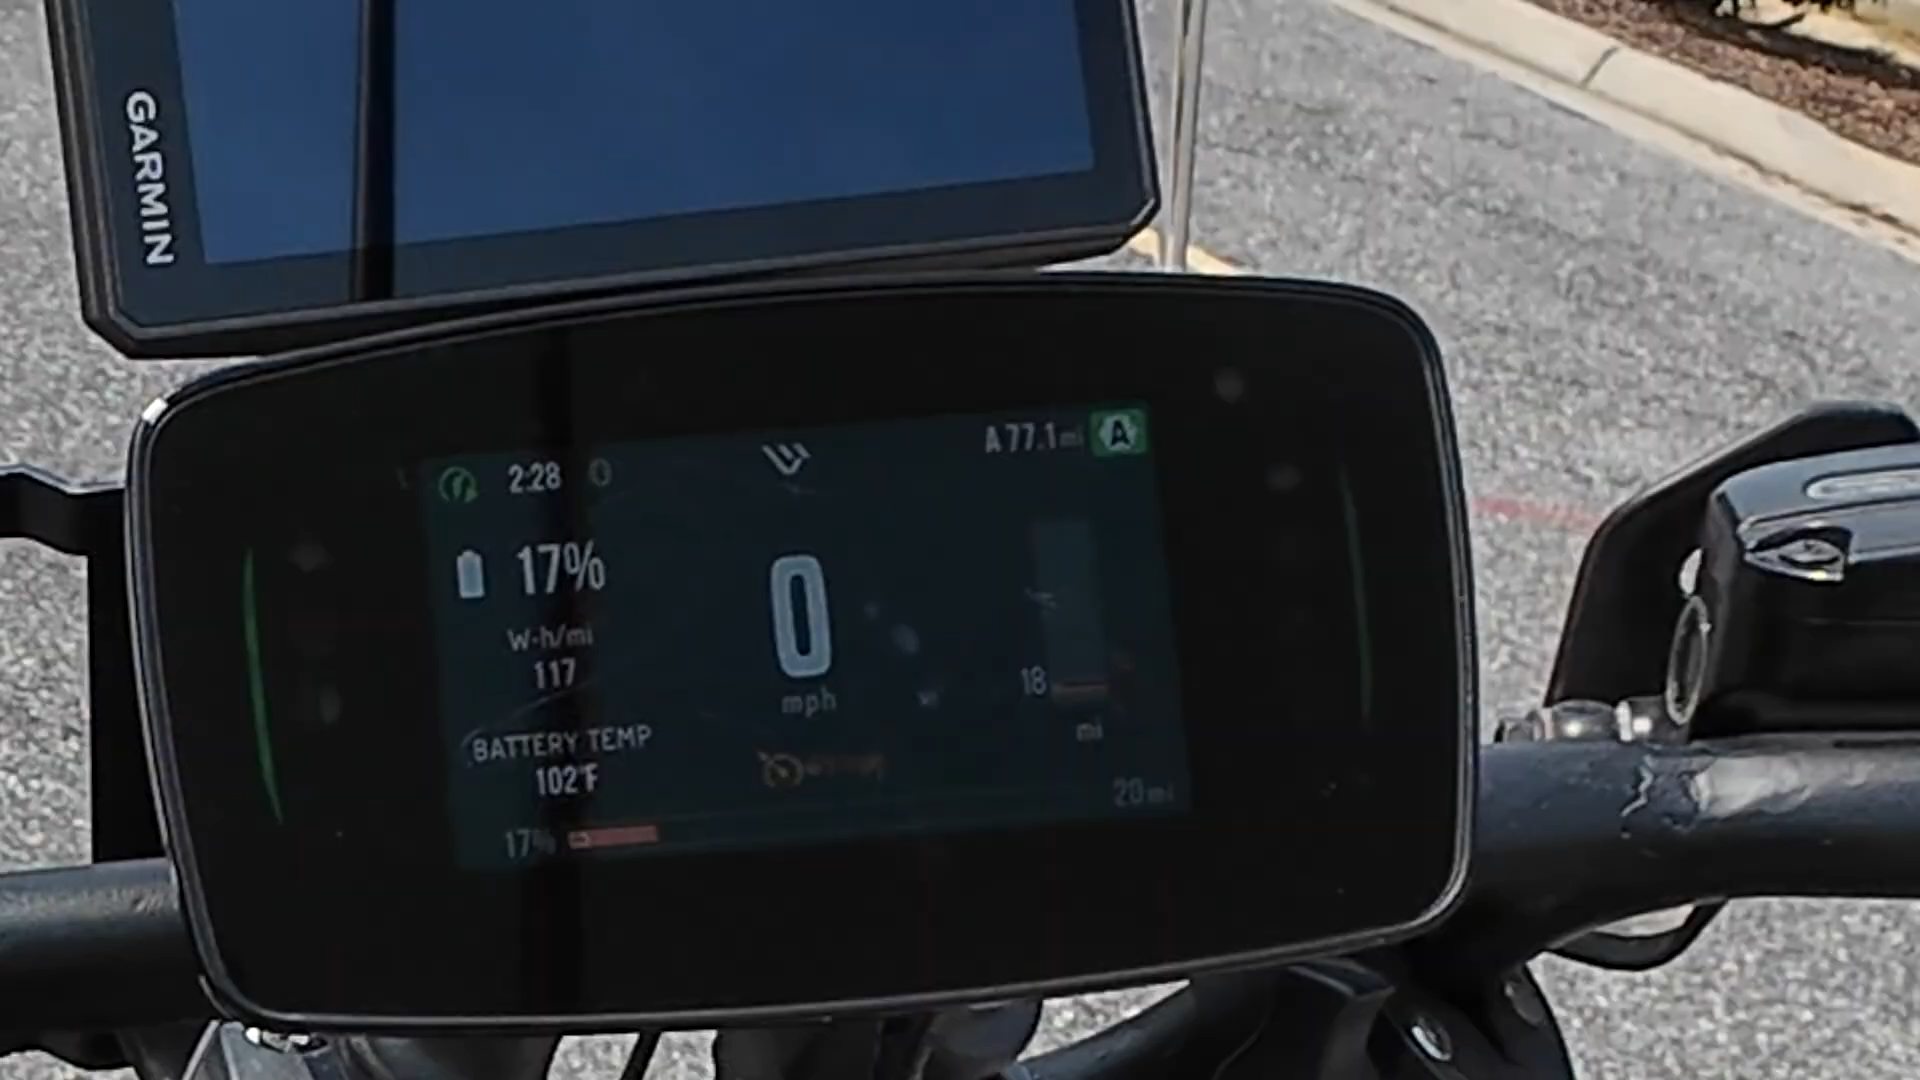 GARMIN
2:28
A 77.1 mi
A
17%
W-h/mi
117
0
mph
18
mi
BATTERY TEMP
102°F
20 mi
17%